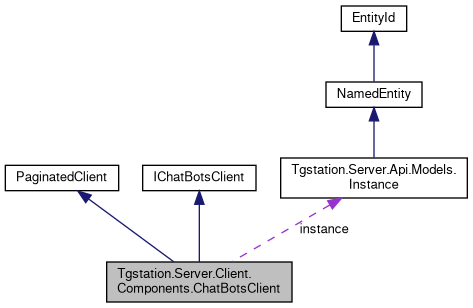 EntityId
NamedEntity
PaginatedClient
IChatBotsClient
Tgstation.Server.Api.Models.
Instance
instance
Tgstation.Server.Client.
Components.ChatBotsClient